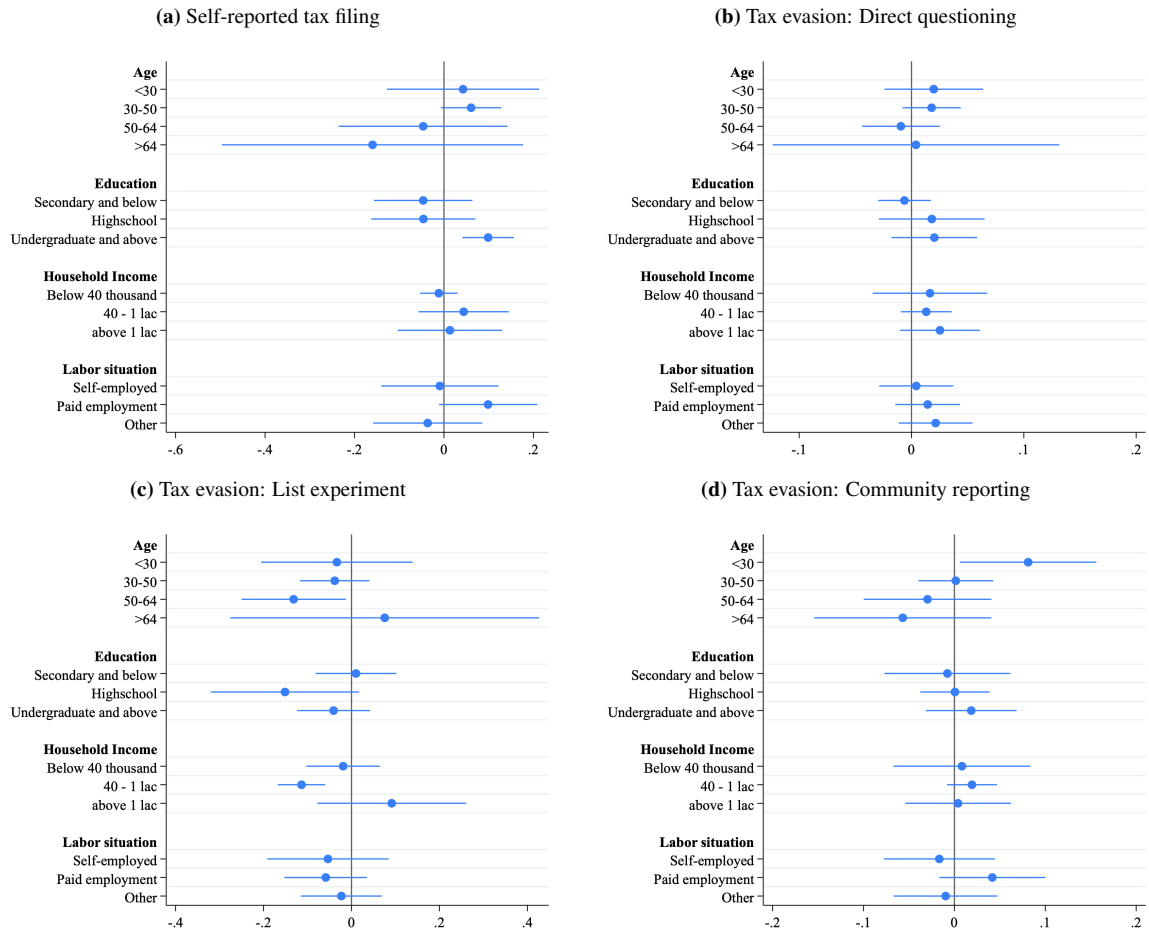 (a) Self-reported tax filing
Age
<30
30-50
50-64
>64
Education
Secondary and below
Highschool
Undergraduate and above
Household Income
Below 40 thousand
40 - 1 lac
above 1 lac
Labor situation
Self-employed
Paid employment
Other
-.6 -.4 -.2 0 .2
(b) Tax evasion: Direct questioning
Age
<30
30-50
50-64
>64
Education
Secondary and below
Highschool
Undergraduate and above
Household Income
Below 40 thousand
40 - 1 lac
above 1 lac
Labor situation
Self-employed
Paid employment
Other
-.1 0 .1 .2
(c) Tax evasion: List experiment
Age
<30
30-50
50-64
>64
Education
Secondary and below
Highschool
Undergraduate and above
Household Income
Below 40 thousand
40 - 1 lac
above 1 lac
Labor situation
Self-employed
Paid employment
Other
-.4 -.2 0 .2 .4
(d) Tax evasion: Community reporting
Age
<30
30-50
50-64
>64
Education
Secondary and below
Highschool
Undergraduate and above
Household Income
Below 40 thousand
40 - 1 lac
above 1 lac
Labor situation
Self-employed
Paid employment
Other
-.2 -.1 0 .1 .2